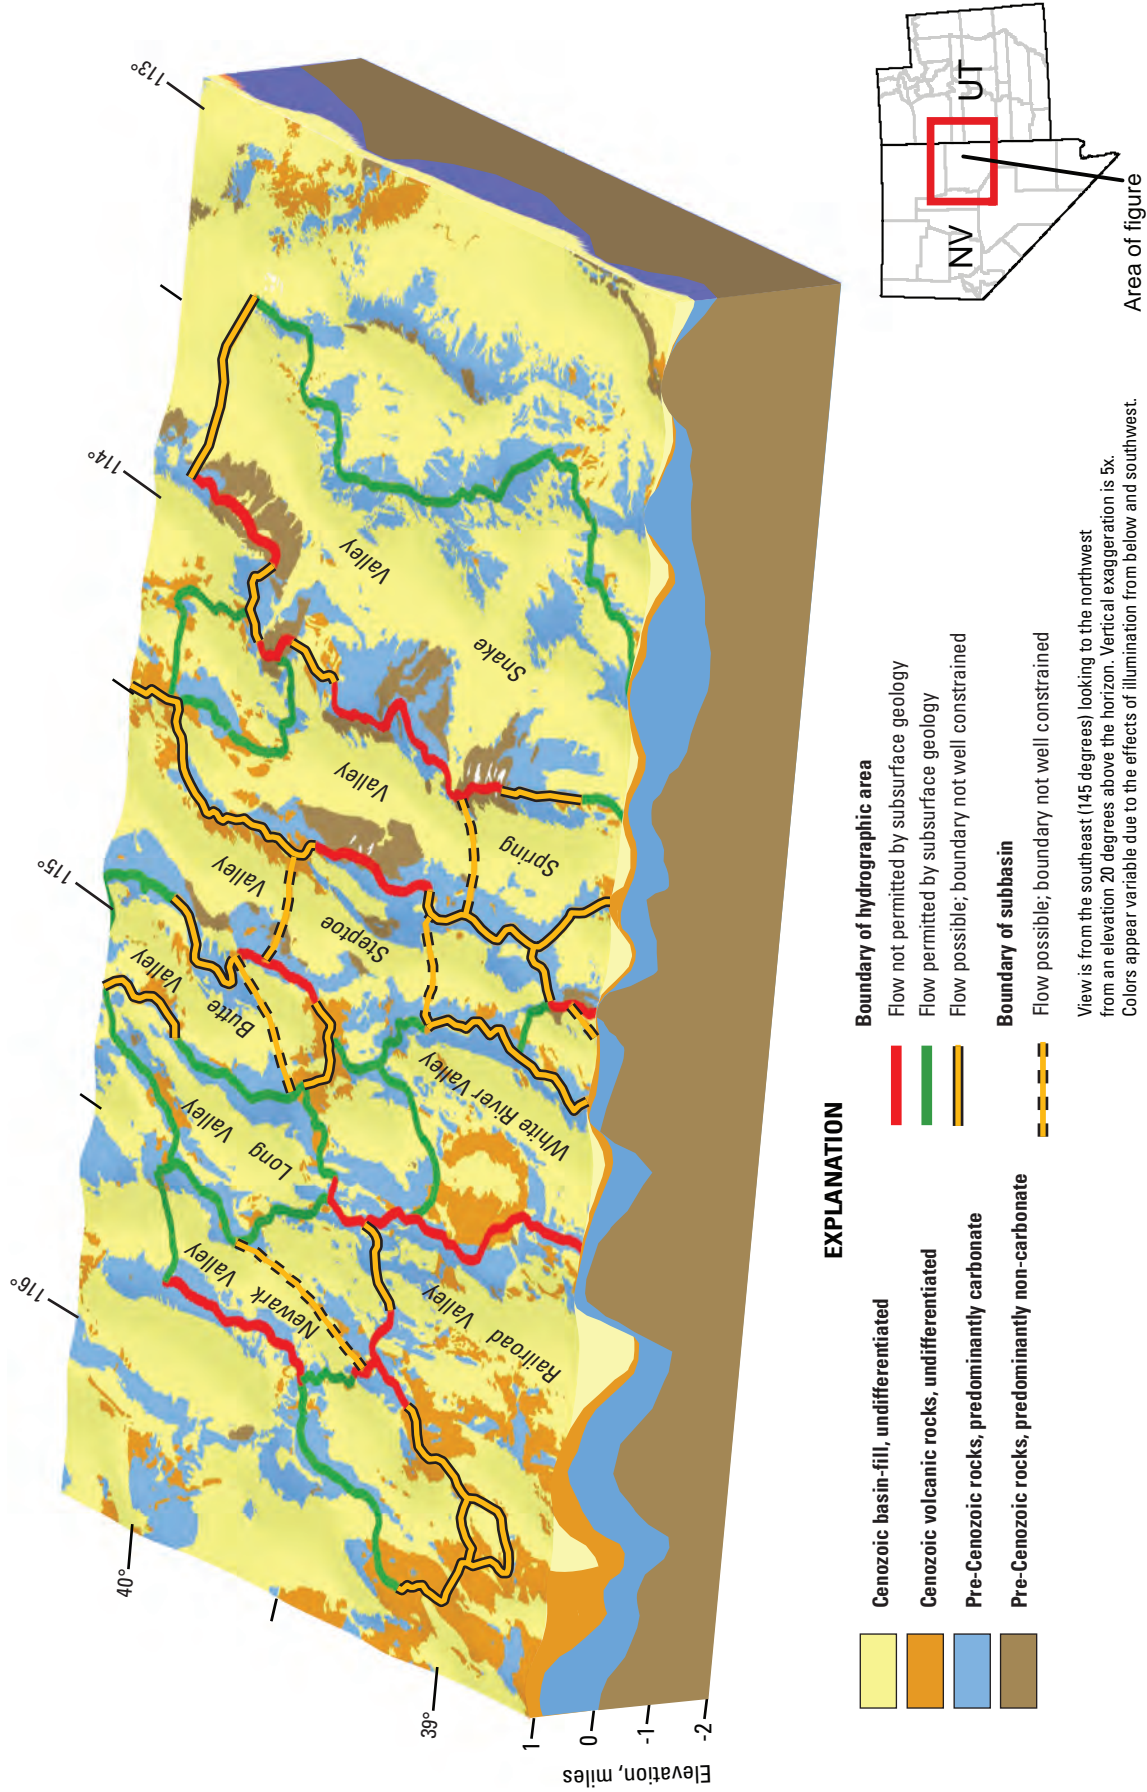 116°
115°
114°
113°
40°
39°
Newark
Valley
Long
Valley
Butte
Valley
Steptoe
Valley
Spring
Valley
Snake
Valley
Railroad
Valley
White River Valley
1
0
-1
-2
Elevation, miles
EXPLANATION
Cenozoic basin-fill, undifferentiated
Cenozoic volcanic rocks, undifferentiated
Pre-Cenozoic rocks, predominantly carbonate
Pre-Cenozoic rocks, predominantly non-carbonate
Boundary of hydrographic area
Flow not permitted by subsurface geology
Flow permitted by subsurface geology
Flow possible; boundary not well constrained
Boundary of subbasin
Flow possible; boundary not well constrained
View is from the southeast (145 degrees) looking to the northwest
from an elevation 20 degrees above the horizon. Vertical exaggeration is 5x.
Colors appear variable due to the effects of illumination from below and southwest.
NV
UT
Area of figure